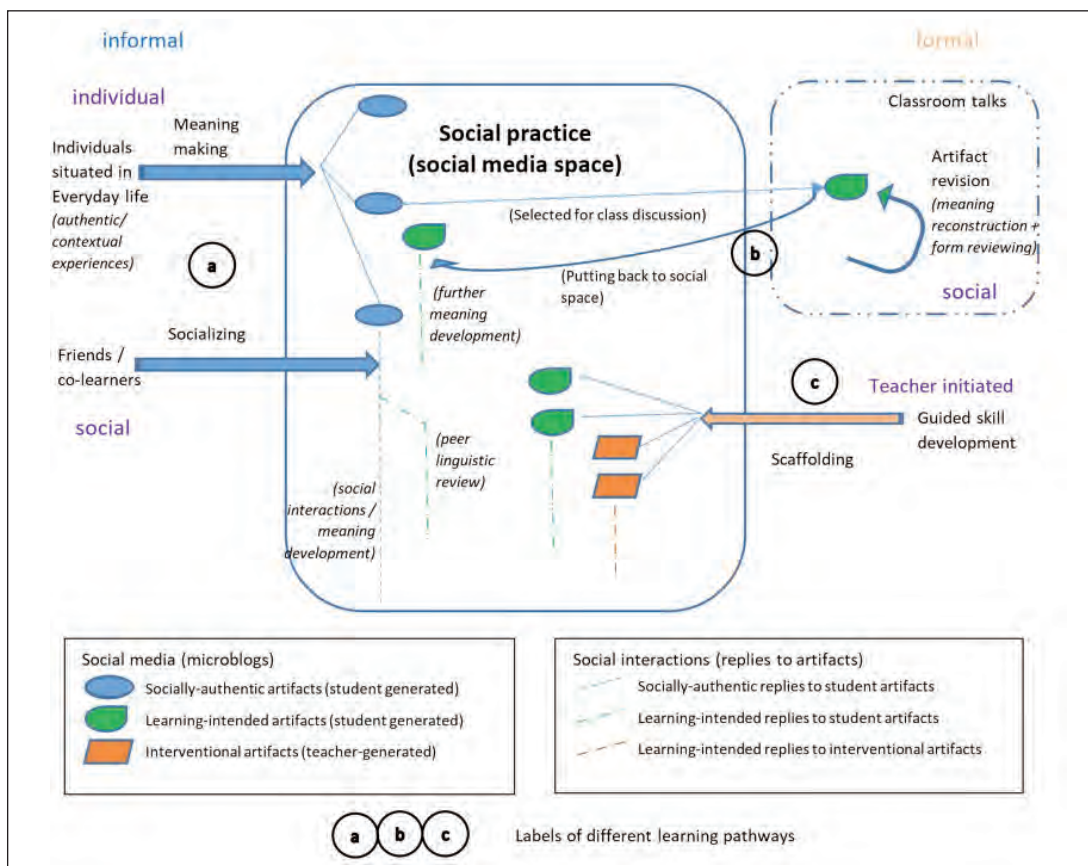 informal
formal
individual
Meaning
making
Individuals
situated in
Everyday life
(authentic/
contextual
experiences)
a
Socializing
Friends /
co-learners
social
Social practice
(social media space)
(Selected for class discussion)
(Putting back to social
space)
(further
meaning
development)
(peer
linguistic
review)
(social
interactions /
meaning
development)
b
Classroom talks
Artifact
revision
(meaning
reconstruction +
form reviewing)
social
c
Teacher initiated
Guided skill
development
Scaffolding
Social media (microblogs)
Socially-authentic artifacts (student generated)
Learning-intended artifacts (student generated)
Interventional artifacts (teacher-generated)
Social interactions (replies to artifacts)
Socially-authentic replies to student artifacts
Learning-intended replies to student artifacts
Learning-intended replies to interventional artifacts
a b c Labels of different learning pathways